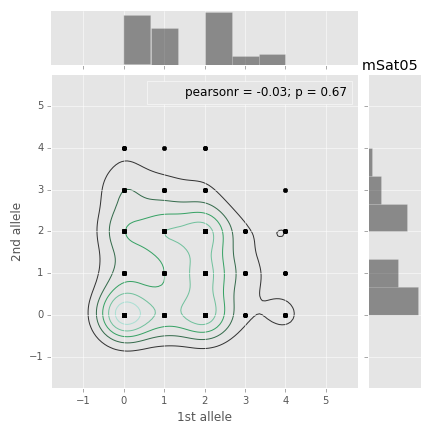 mSat05
pearsonr = -0.03; p = 0.67
5
4
3
2
1
0
−1
2nd allele
−1 0 1 2 3 4 5
1st allele